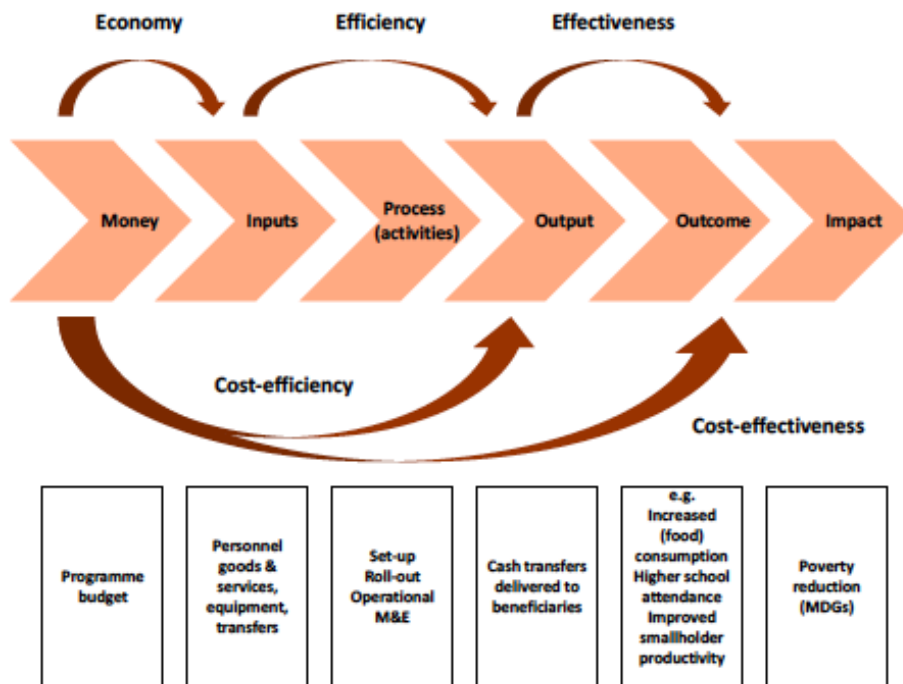 Economy
Efficiency
Effectiveness
Money
Inputs
Process
(activities)
Output
Outcome
Impact
Cost-efficiency
Cost-effectiveness
Programme
budget
Personnel
goods &
services,
equipment,
transfers
Set-up
Roll-out
Operational
M&E
Cash transfers
delivered to
beneficiaries
e.g.
Increased
(food)
consumption
Higher school
attendance
Improved
smallholder
productivity
Poverty
reduction
(MDGs)